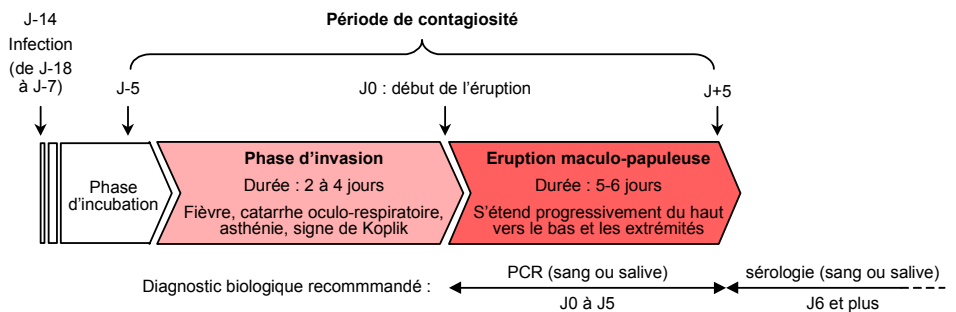 J-14
Infection
(de J-18
à J-7)
Période de contagiosité
J-5
J0 : début de l'éruption
J+5
Phase
d'incubation
Phase d'invasion
Durée : 2 à 4 jours
Fièvre, catarrhe oculo-respiratoire,
asthénie, signe de Koplik
Eruption maculo-papuleuse
Durée : 5-6 jours
S'étend progressivement du haut
vers le bas et les extrémités
Diagnostic biologique recommmandé :
PCR (sang ou salive)
J0 à J5
sérologie (sang ou salive)
J6 et plus